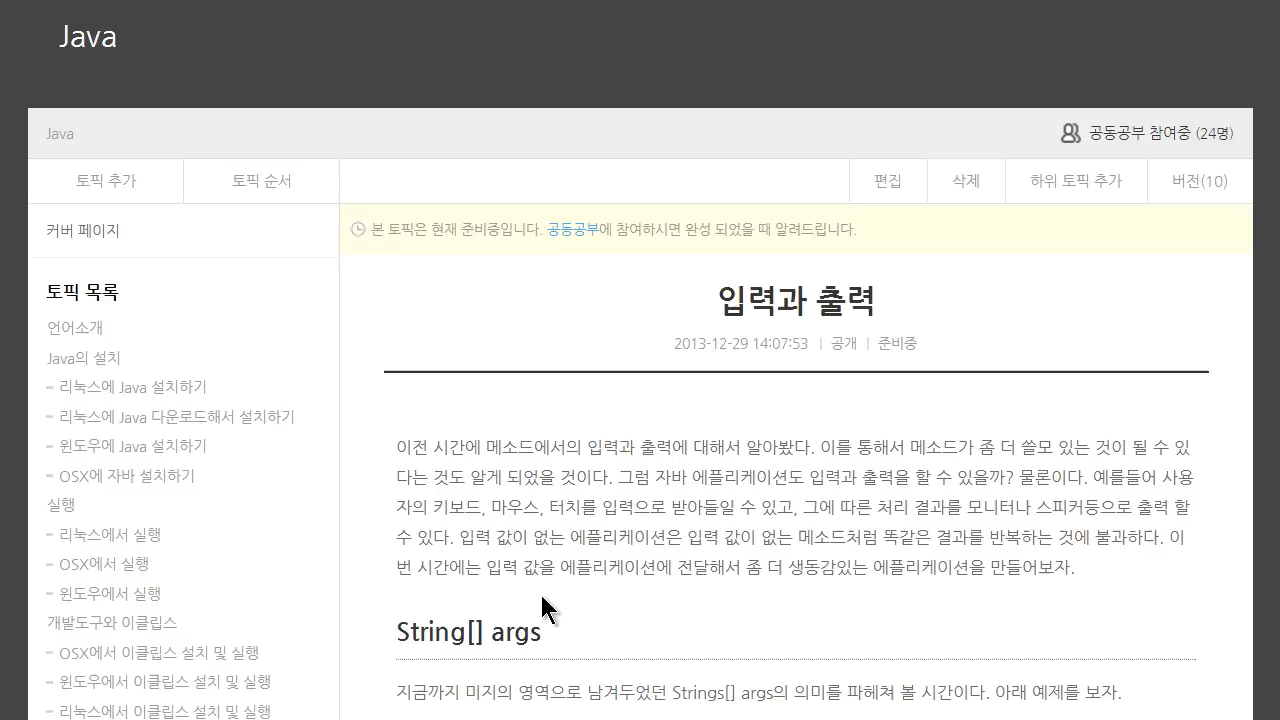 Java
Java
공동공부 참여중 (24명)
토픽 추가
토픽 순서
편집
삭제
하위 토픽 추가
버전(10)
커버 페이지
토픽 목록
언어소개
Java의 설치
리눅스에 Java 설치하기
리눅스에 Java 다운로드해서 설치하기
윈도우에 Java 설치하기
OSX에 자바 설치하기
실행
리눅스에서 실행
OSX에서 실행
윈도우에서 실행
개발도구와 이클립스
OSX에서 이클립스 설치 및 실행
윈도우에서 이클립스 설치 및 실행
리눅스에서 이클립스 설치 및 실행
본 토픽은 현재 준비중입니다. 공동공부에 참여하시면 완성 되었을 때 알려드립니다.
입력과 출력
2013-12-29 14:07:53 | 공개 | 준비중
이전 시간에 메소드에서의 입력과 출력에 대해서 알아봤다. 이를 통해서 메소드가 좀 더 쓸모 있는 것이 될 수 있
다는 것도 알게 되었을 것이다. 그럼 자바 에플리케이션도 입력과 출력을 할 수 있을까? 물론이다. 예를들어 사용
자의 키보드, 마우스, 터치를 입력으로 받아들일 수 있고, 그에 따른 처리 결과를 모니터나 스피커등으로 출력 할
수 있다. 입력 값이 없는 에플리케이션은 입력 값이 없는 메소드처럼 똑같은 결과를 반복하는 것에 불과하다. 이
번 시간에는 입력 값을 에플리케이션에 전달해서 좀 더 생동감있는 에플리케이션을 만들어보자.
String[] args
지금까지 미지의 영역으로 남겨두었던 Strings[] args의 의미를 파헤쳐 볼 시간이다. 아래 예제를 보자.